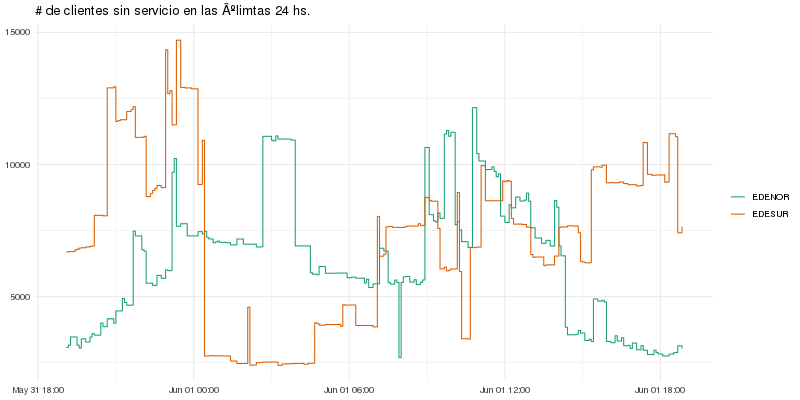 # de clientes sin servicio en las Ãºlimtas 24 hs.
15000
10000
5000
May 31 18:00
Jun 01 00:00
Jun 01 06:00
Jun 01 12:00
Jun 01 18:00
EDENOR
EDESUR